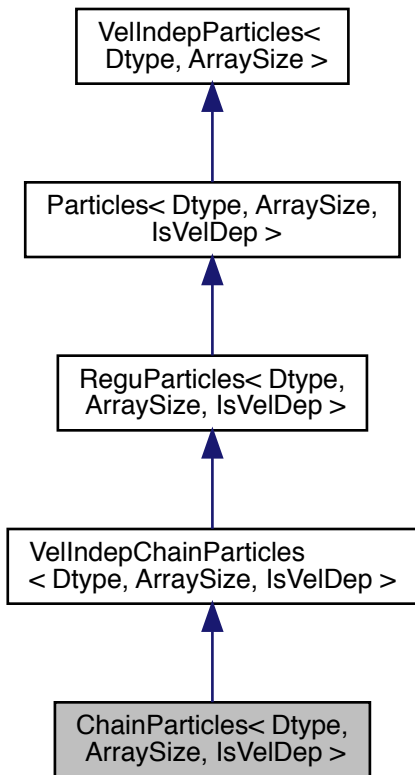 VelIndepParticles<
Dtype, ArraySize >
Particles< Dtype, ArraySize,
IsVelDep >
ReguParticles< Dtype,
ArraySize, IsVelDep >
VelIndepChainParticles
< Dtype, ArraySize, IsVelDep >
ChainParticles< Dtype,
ArraySize, IsVelDep >